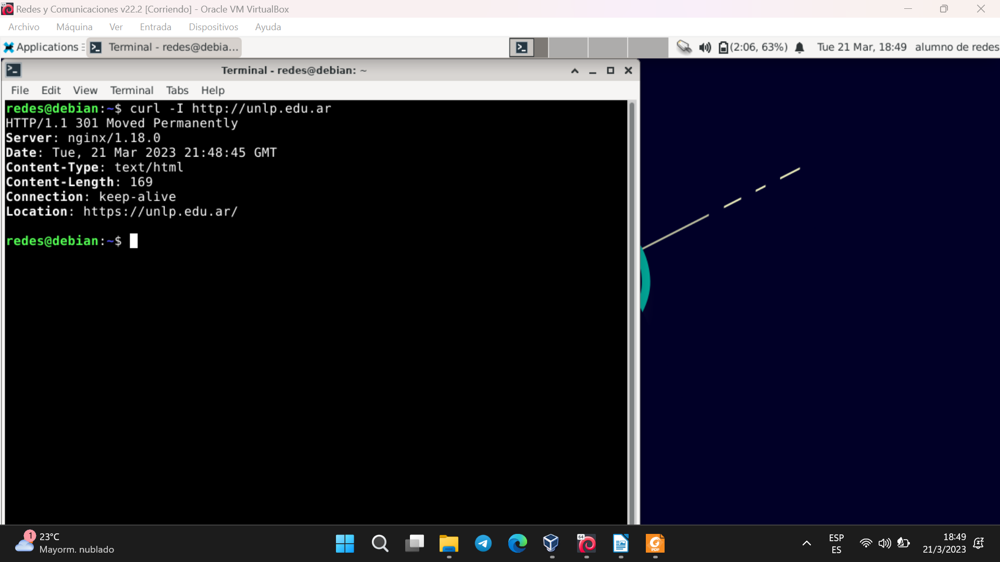 Redes y Comunicaciones v22.2 [Corriendo] - Oracle VM VirtualBox
Archivo Máquina Ver Entrada Dispositivos Ayuda
Applications Terminal - redes@debia... (2:06, 63%) Tue 21 Mar, 18:49 alumno de redes
Terminal - redes@debian: ~
File Edit View Terminal Tabs Help
redes@debian:~$ curl -I http://unlp.edu.ar
HTTP/1.1 301 Moved Permanently
Server: nginx/1.18.0
Date: Tue, 21 Mar 2023 21:48:45 GMT
Content-Type: text/html
Content-Length: 169
Connection: keep-alive
Location: https://unlp.edu.ar/
redes@debian:~$
1 23°C
Mayorm. nublado
64
PDF
ESP
ES
18:49
21/3/2023